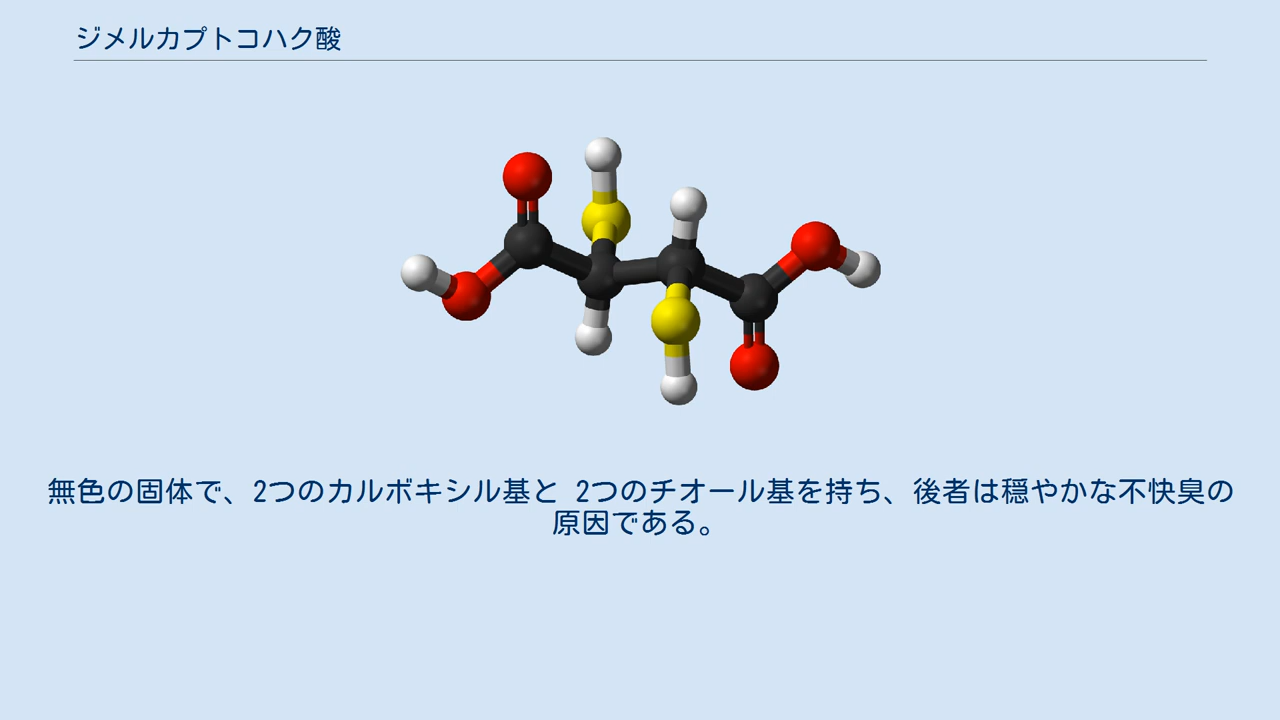 ジメルカプトコハク酸
無色の固体で、2つのカルボキシル基と 2つのチオール基を持ち、後者は穏やかな不快臭の
原因である。